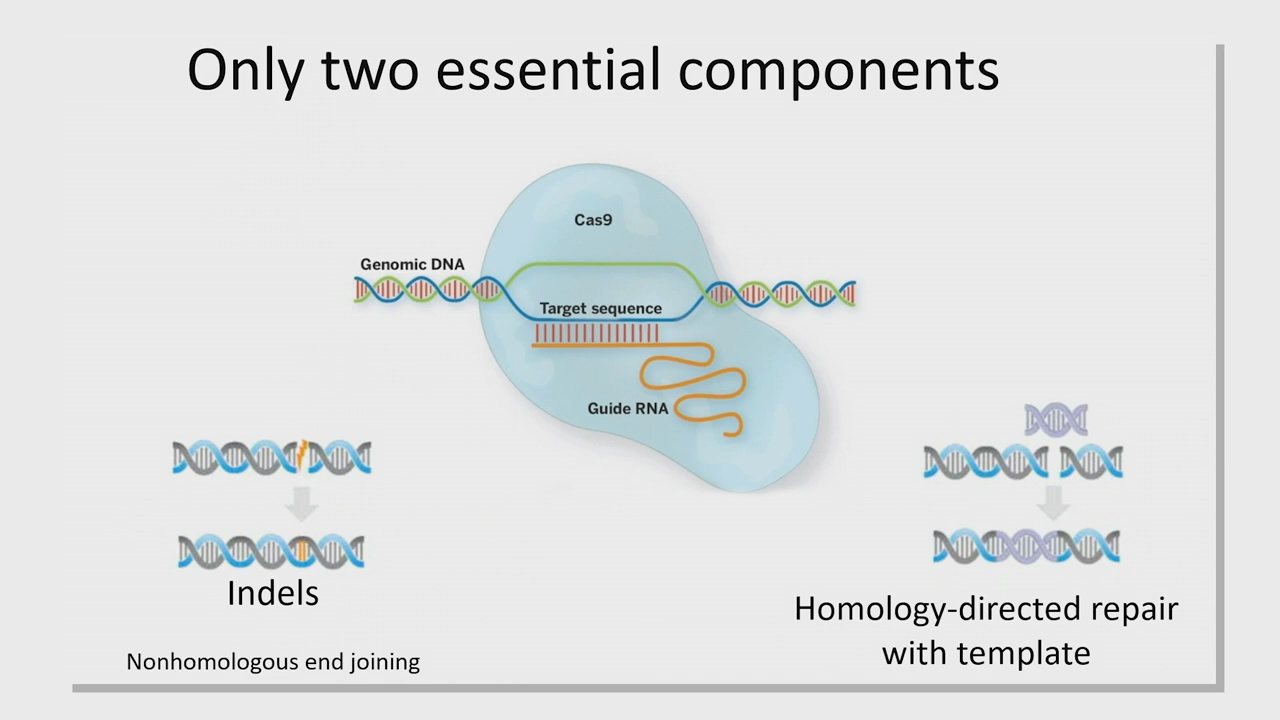 Only two essential components
Cas9
Genomic DNA
Target sequence
Guide RNA
Indels
Nonhomologous end joining
Homology-directed repair
with template